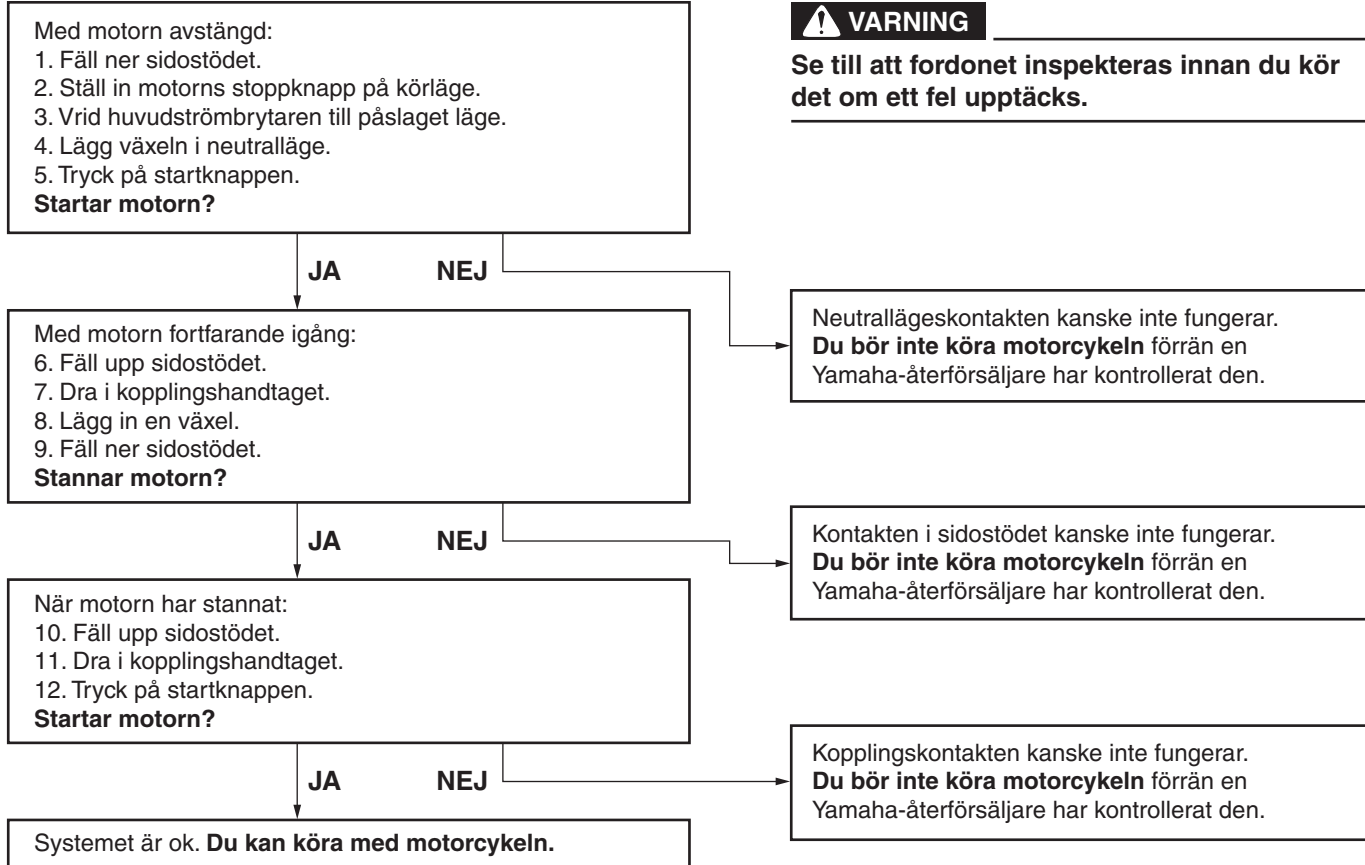 Med motorn avstängd:
1. Fäll ner sidostödet.
2. Ställ in motorns stoppknapp på körläge.
3. Vrid huvudströmbrytaren till påslaget läge.
4. Lägg växeln i neutralläge.
5. Tryck på startknappen.
Startar motorn?
VARNING
Se till att fordonet inspekteras innan du kör
det om ett fel upptäcks.
JA
NEJ
Med motorn fortfarande igång:
6. Fäll upp sidostödet.
7. Dra i kopplingshandtaget.
8. Lägg in en växel.
9. Fäll ner sidostödet.
Stannar motorn?
Neutrallägeskontakten kanske inte fungerar.
Du bör inte köra motorcykeln förrän en
Yamaha-återförsäljare har kontrollerat den.
JA
NEJ
När motorn har stannat:
10. Fäll upp sidostödet.
11. Dra i kopplingshandtaget.
12. Tryck på startknappen.
Startar motorn?
Kontakten i sidostödet kanske inte fungerar.
Du bör inte köra motorcykeln förrän en
Yamaha-återförsäljare har kontrollerat den.
JA
NEJ
Systemet är ok. Du kan köra med motorcykeln.
Kopplingskontakten kanske inte fungerar.
Du bör inte köra motorcykeln förrän en
Yamaha-återförsäljare har kontrollerat den.